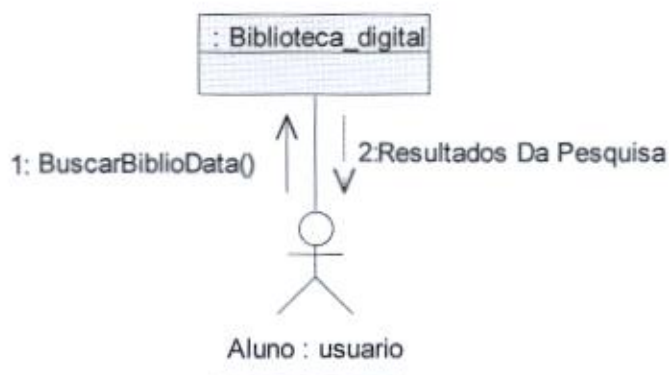 : Biblioteca_digital
1: BuscarBiblioData()
2:Resultados Da Pesquisa
Aluno : usuario